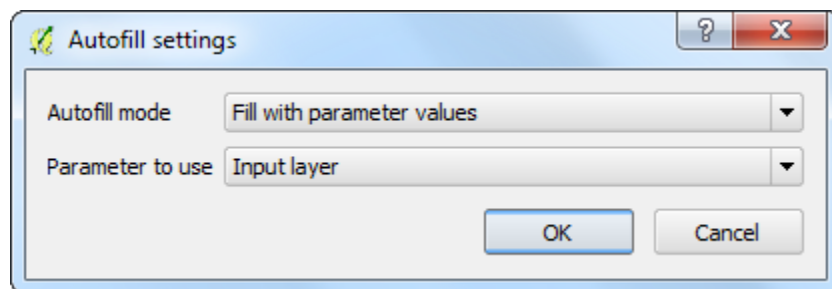 Autofill settings
Autofill mode Fill with parameter values
Parameter to use Input layer
OK Cancel